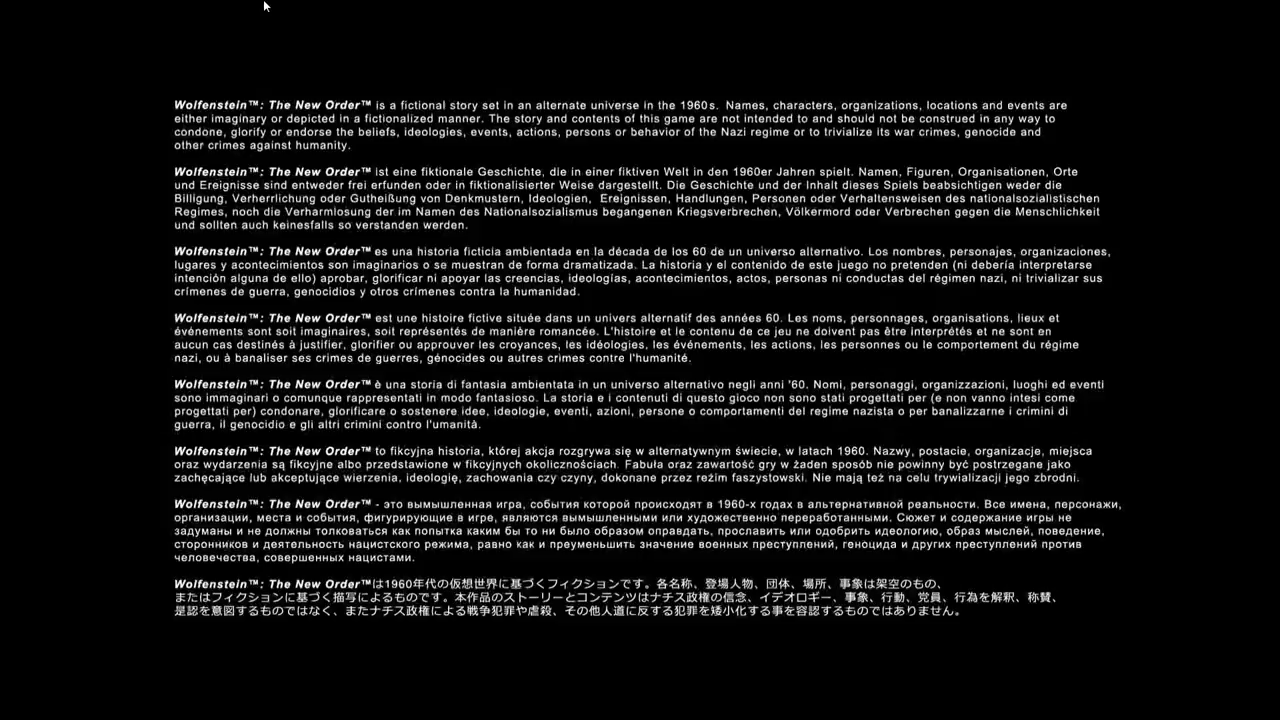 Wolfenstein™: The New Order™ is a fictional story set in an alternate universe in the 1960s. Names, characters, organizations, locations and events are
either imaginary or depicted in a fictionalized manner. The story and contents of this game are not intended to and should not be construed in any way to
condone, glorify or endorse the beliefs, ideologies, events, actions, persons or behavior of the Nazi regime or to trivialize its war crimes, genocide and
other crimes against humanity.
Wolfenstein™: The New Order™ ist eine fiktionale Geschichte, die in einer fiktiven Welt in den 1960er Jahren spielt. Namen, Figuren, Organisationen, Orte
und Ereignisse sind entweder frei erfunden oder in fiktionalisierter Weise dargestellt. Die Geschichte und der Inhalt dieses Spiels beabsichtigen weder die
Billigung, Verherrlichung oder Gutheißung von Denkmustern, Ideologien, Ereignissen, Handlungen, Personen oder Verhaltensweisen des nationalsozialistischen
Regimes, noch die Verharmlosung der im Namen des Nationalsozialismus begangenen Kriegsverbrechen, Völkermord oder Verbrechen gegen die Menschlichkeit
und sollten auch keinesfalls so verstanden werden.
Wolfenstein™: The New Order™ es una historia ficticia ambientada en la década de los 60 de un universo alternativo. Los nombres, personajes, organizaciones,
lugares y acontecimientos son imaginarios o se muestran de forma dramatizada. La historia y el contenido de este juego no pretenden (ni debería interpretarse
intención alguna de ello) aprobar, glorificar ni apoyar las creencias, ideologías, acontecimientos, actos, personas ni conductas del régimen nazi, ni trivializar sus
crímenes de guerra, genocidios y otros crímenes contra la humanidad.
Wolfenstein™: The New Order™ est une histoire fictive située dans un univers alternatif des années 60. Les noms, personnages, organisations, lieux et
événements sont soit imaginaires, soit représentés de manière romancée. L'histoire et le contenu de ce jeu ne doivent pas être interprétés et ne sont en
aucun cas destinés à justifier, glorifier ou approuver les croyances, les idéologies, les événements, les actions, les personnes ou le comportement du régime
nazi, ou à banaliser ses crimes de guerres, génocides ou autres crimes contre l'humanité.
Wolfenstein™: The New Order™ è una storia di fantasia ambientata in un universo alternativo negli anni '60. Nomi, personaggi, organizzazioni, luoghi ed eventi
sono immaginari o comunque rappresentati in modo fantasioso. La storia e i contenuti di questo gioco non sono stati progettati per (e non vanno intesi come
progettati per) condonare, glorificare o sostenere idee, ideologie, eventi, azioni, persone o comportamenti del regime nazista o per banalizzarne i crimini di
guerra, il genocidio e gli altri crimini contro l'umanità.
Wolfenstein™: The New Order™ to fikcyjna historia, której akcja rozgrywa się w alternatywnym świecie, w latach 1960. Nazwy, postacie, organizacje, miejsca
oraz wydarzenia są fikcyjne albo przedstawione w fikcyjnych okolicznościach. Fabuła oraz zawartość gry w żaden sposób nie powinny być postrzegane jako
zachęcające lub akceptujące wierzenia, ideologię, zachowania czy czyny, dokonane przez reżim faszystowski. Nie mają też na celu trywializacji jego zbrodni.
Wolfenstein™: The New Order™ - это вымышленная игра, события которой происходят в 1960-х годах в альтернативной реальности. Все имена, персонажи,
организации, места и события, фигурирующие в игре, являются вымышленными или художественно переработанными. Сюжет и содержание игры не
задуманы и не должны толковаться как попытка каким бы то ни было образом оправдать, прославить или одобрить идеологию, образ мыслей, поведение,
сторонников и деятельность нацистского режима, равно как и преуменьшить значение военных преступлений, геноцида и других преступлений против
человечества, совершенных нацистами.
Wolfenstein™: The New Order™は1960年代の仮想世界に基づくフィクションです。各名称、登場人物、団体、場所、事象は架空のもの、
またはフィクションに基づく描写によるものです。本作品のストーリーとコンテンツはナチス政権の信念、イデオロギー、事象、行動、党員、行為を解釈、称賛、
是認を意図するものではなく、またナチス政権による戦争犯罪や虐殺、その他人道に反する犯罪を矮小化する事を容認するものではありません。